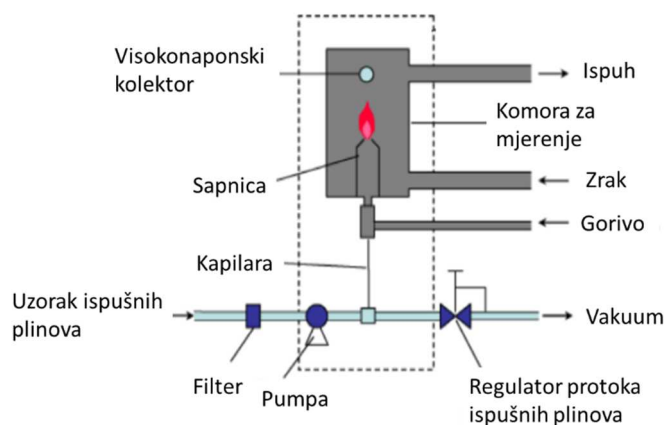 Visokonaponski
kolektor
Ispuh
Komora za
mjerenje
Sapnica
Zrak
Gorivo
Kapilara
Uzorak ispušnih
plinova
Vakuum
Filter
Pumpa
Regulator protoka
ispušnih plinova